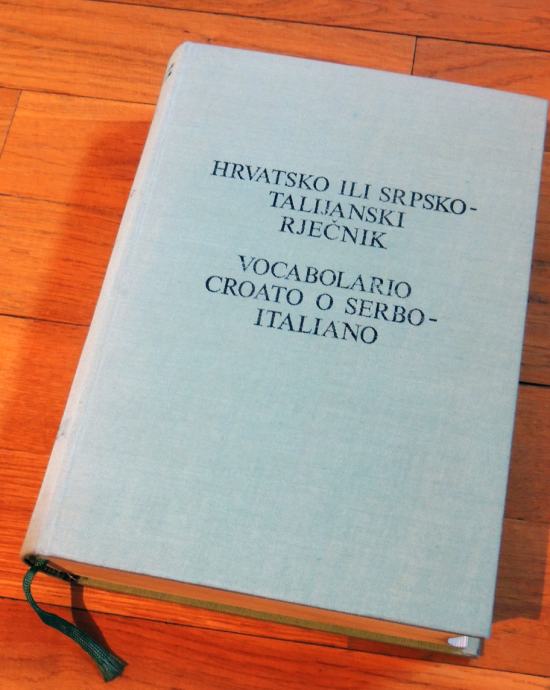 HRVATSKO ILI SRPSKO-
TALIJANSKI
RJEČNIK
VOCABOLARIO
CROATO O SERBO-
ITALIANO